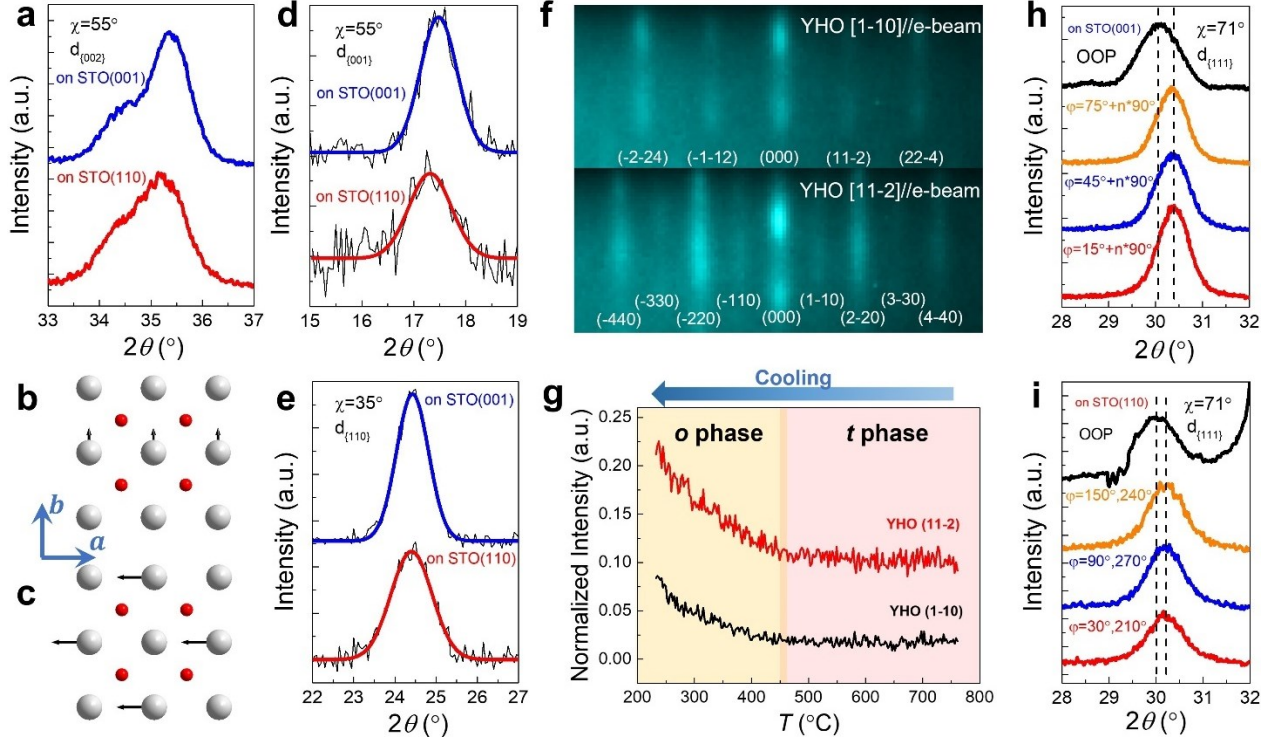 a
χ=55°
d{002}
on STO(001)
on STO(110)
Intensity (a.u.)
33 34 35 36 37
2θ (°)
b
b
a
c
d
χ=55°
d{001}
on STO(001)
on STO(110)
Intensity (a.u.)
15 16 17 18 19
2θ (°)
e
χ=35°
d{110}
on STO(001)
on STO(110)
Intensity (a.u.)
22 23 24 25 26 27
2θ (°)
f
YHO [1-10]//e-beam
(-2-24) (-1-12) (000) (11-2) (22-4)
YHO [11-2]//e-beam
(-330) (-110) (1-10) (3-30)
(-440) (-220) (000) (2-20) (4-40)
g
Cooling
o phase
t phase
YHO (11-2)
YHO (1-10)
Normalized Intensity (a.u.)
0.25
0.20
0.15
0.10
0.05
0.00
200 300 400 500 600 700 800
T (°C)
h
on STO(001)
χ=71°
OOP
d{111}
φ=75°+n*90°
φ=45°+n*90°
φ=15°+n*90°
Intensity (a.u.)
28 29 30 31 32
2θ (°)
i
on STO(110)
χ=71°
OOP
d{111}
φ=150°,240°
φ=90°,270°
φ=30°,210°
Intensity (a.u.)
28 29 30 31 32
2θ (°)